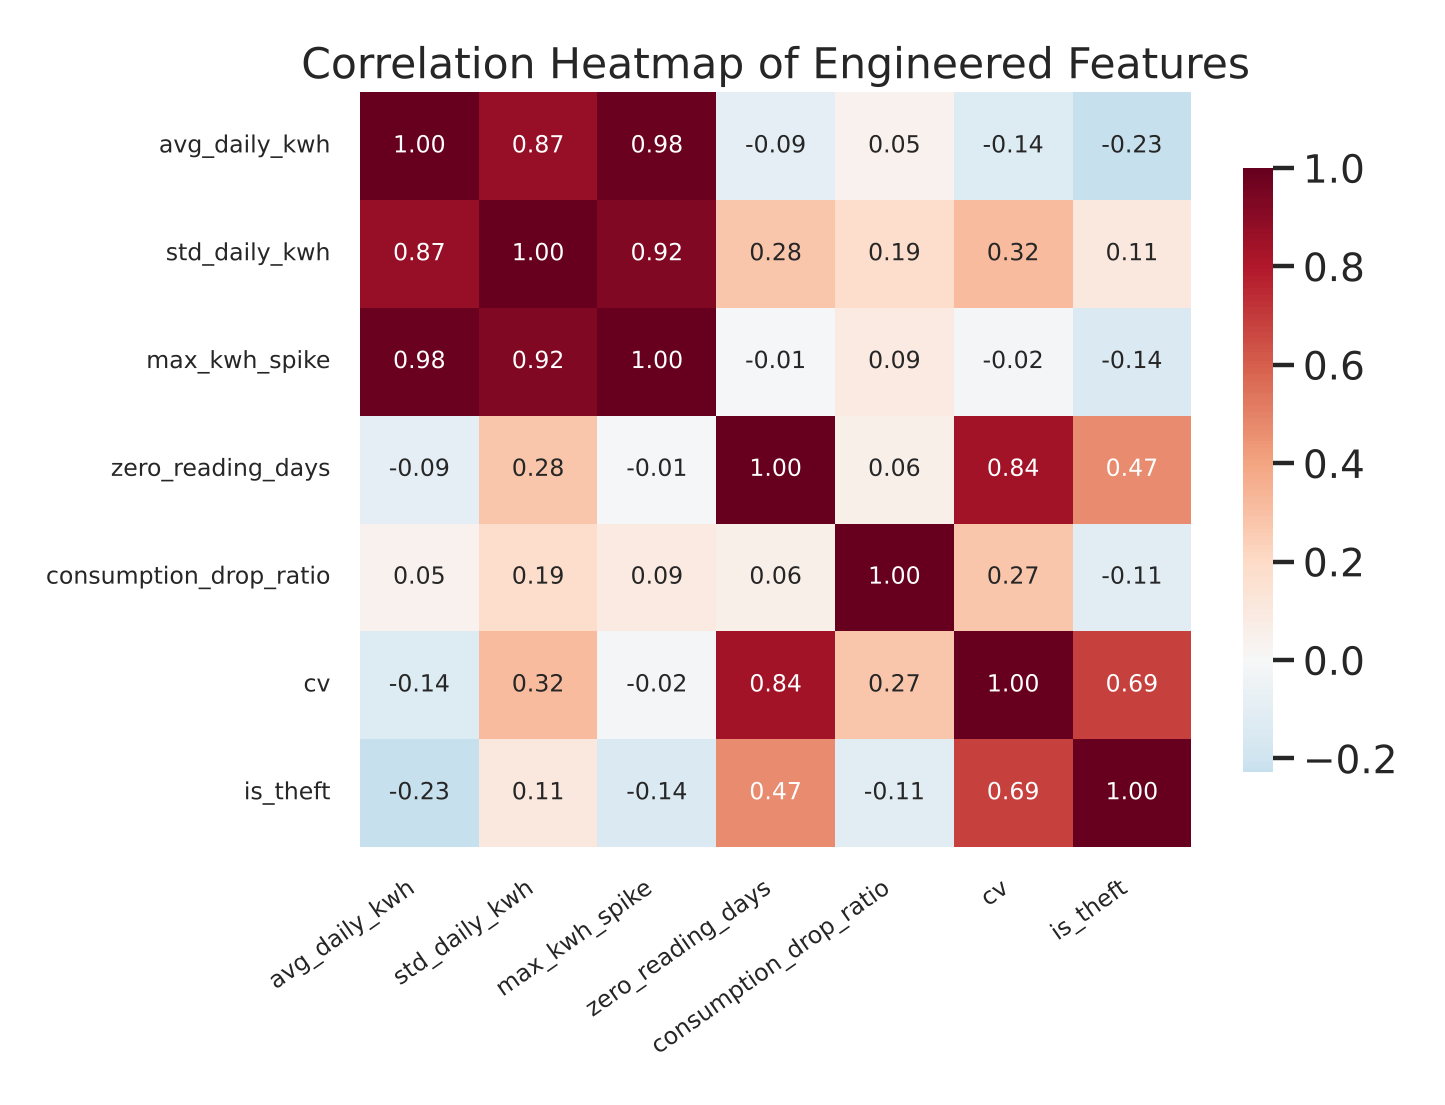 Correlation Heatmap of Engineered Features
avg_daily_kwh 1.00 0.87 0.98 -0.09 0.05 -0.14 -0.23
std_daily_kwh 0.87 1.00 0.92 0.28 0.19 0.32 0.11
max_kwh_spike 0.98 0.92 1.00 -0.01 0.09 -0.02 -0.14
zero_reading_days -0.09 0.28 -0.01 1.00 0.06 0.84 0.47
consumption_drop_ratio 0.05 0.19 0.09 0.06 1.00 0.27 -0.11
cv -0.14 0.32 -0.02 0.84 0.27 1.00 0.69
is_theft -0.23 0.11 -0.14 0.47 -0.11 0.69 1.00
avg_daily_kwh
std_daily_kwh
max_kwh_spike
zero_reading_days
consumption_drop_ratio
cv
is_theft
1.0
0.8
0.6
0.4
0.2
0.0
−0.2